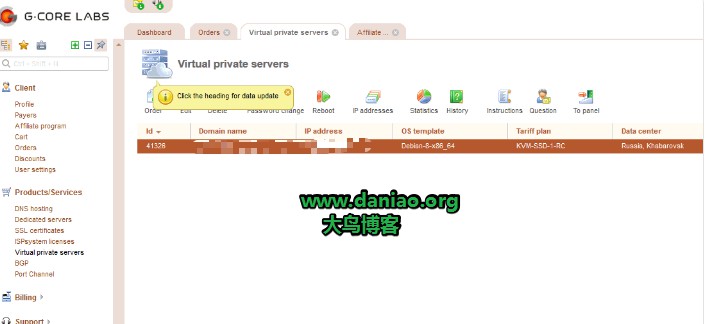 G-CORE LABS
Dashboard
Orders
Virtual private servers
Affiliate ...
Ctrl + Shift + F
Virtual private servers
Click the heading for data update
Order
Edit
Delete
Password change
Reboot
IP addresses
Statistics
History
Instructions
Question
To panel
Id
Domain name
IP address
OS template
Tariff plan
Data center
41326
Debian-8-x86_64
KVM-SSD-1-RC
Russia, Khabarovsk
Client
Profile
Payers
Affiliate program
Cart
Orders
Discounts
User settings
Products/Services
DNS hosting
Dedicated servers
SSL certificates
ISPsystem licenses
Virtual private servers
BGP
Port Channel
Billing
Support
www.daniao.org
大鸟博客